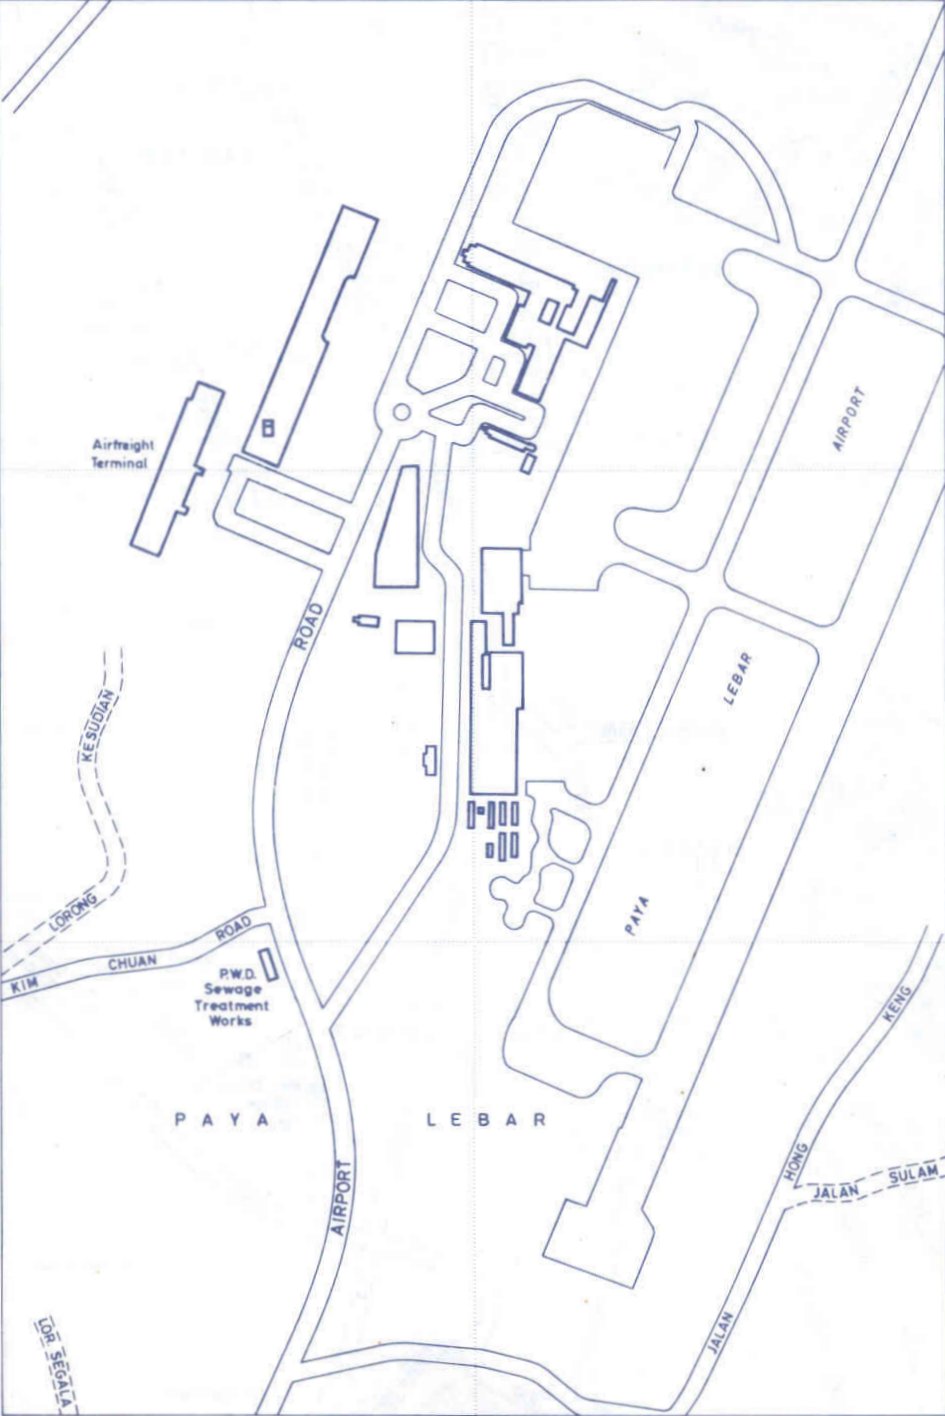 AIRPORT
Airfreight
Terminal
ROAD
LEBAR
KESUDIAN
PAYA
LORONG
ROAD
CHUAN
KIM
P.W.D.
Sewage
Treatment
Works
KENG
PAYA LEBAR
HONG
AIRPORT
JALAN SULAM
JALAN
LOR. SEGALA